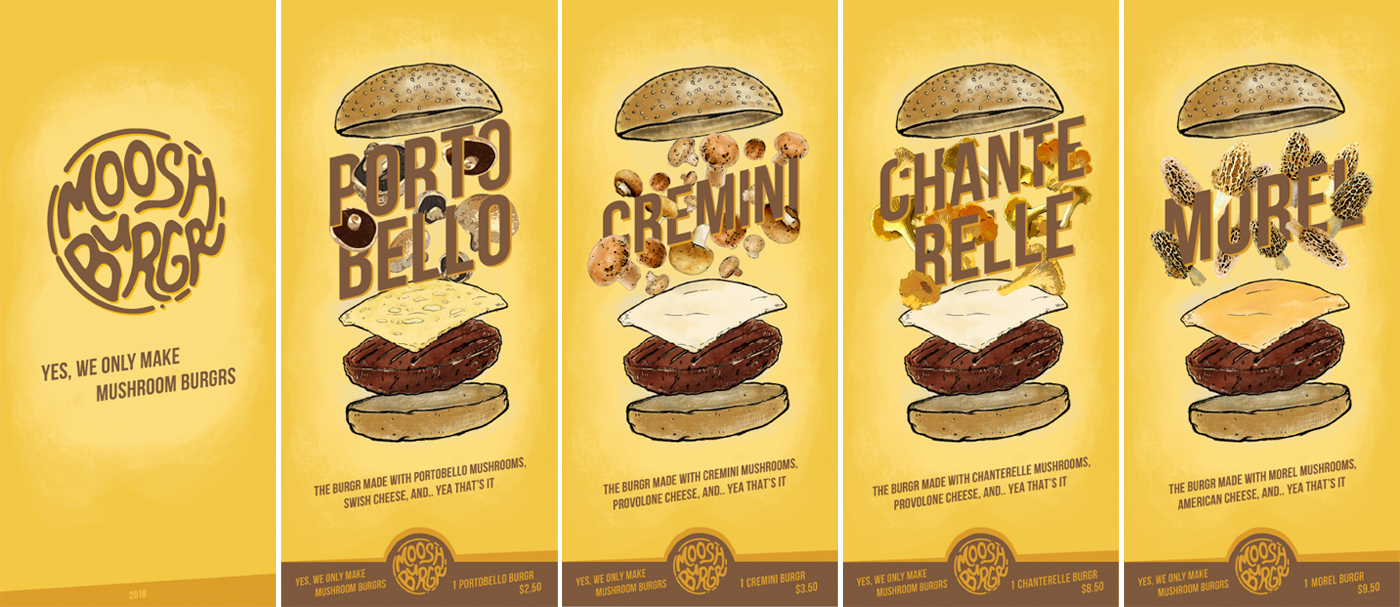 MOOSH
BURGR
YES, WE ONLY MAKE
MUSHROOM BURGRS
2018
PORTO
BELLO
THE BURGR MADE WITH PORTOBELLO MUSHROOMS,
SWISH CHEESE, AND.. YEA THAT'S IT
YES, WE ONLY MAKE
MUSHROOM BURGRS
MOOSH
BURGR
1 PORTOBELLO BURGR
$2.50
CREMINI
THE BURGR MADE WITH CREMINI MUSHROOMS,
PROVOLONE CHEESE, AND.. YEA THAT'S IT
YES, WE ONLY MAKE
MUSHROOM BURGRS
MOOSH
BURGR
1 CREMINI BURGR
$3.50
CHANTE
RELLE
THE BURGR MADE WITH CHANTERELLE MUSHROOMS,
PROVOLONE CHEESE, AND.. YEA THAT'S IT
YES, WE ONLY MAKE
MUSHROOM BURGRS
MOOSH
BURGR
1 CHANTERELLE BURGR
$8.50
MOREL
THE BURGR MADE WITH MOREL MUSHROOMS,
AMERICAN CHEESE, AND.. YEA THAT'S IT
YES, WE ONLY MAKE
MUSHROOM BURGRS
MOOSH
BURGR
1 MOREL BURGR
$9.50